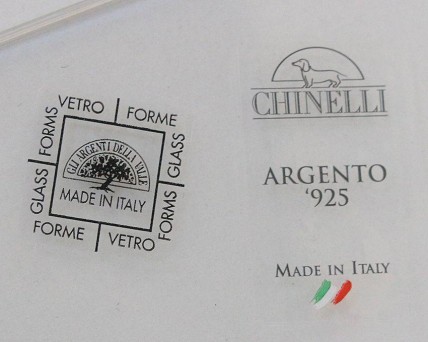 VETRO FORME
GLASS FORMS
GLI ARGENTI DELLA VALLE
MADE IN ITALY
GLASS FORMS
FORME VETRO
CHINELLI
ARGENTO
'925
MADE IN ITALY